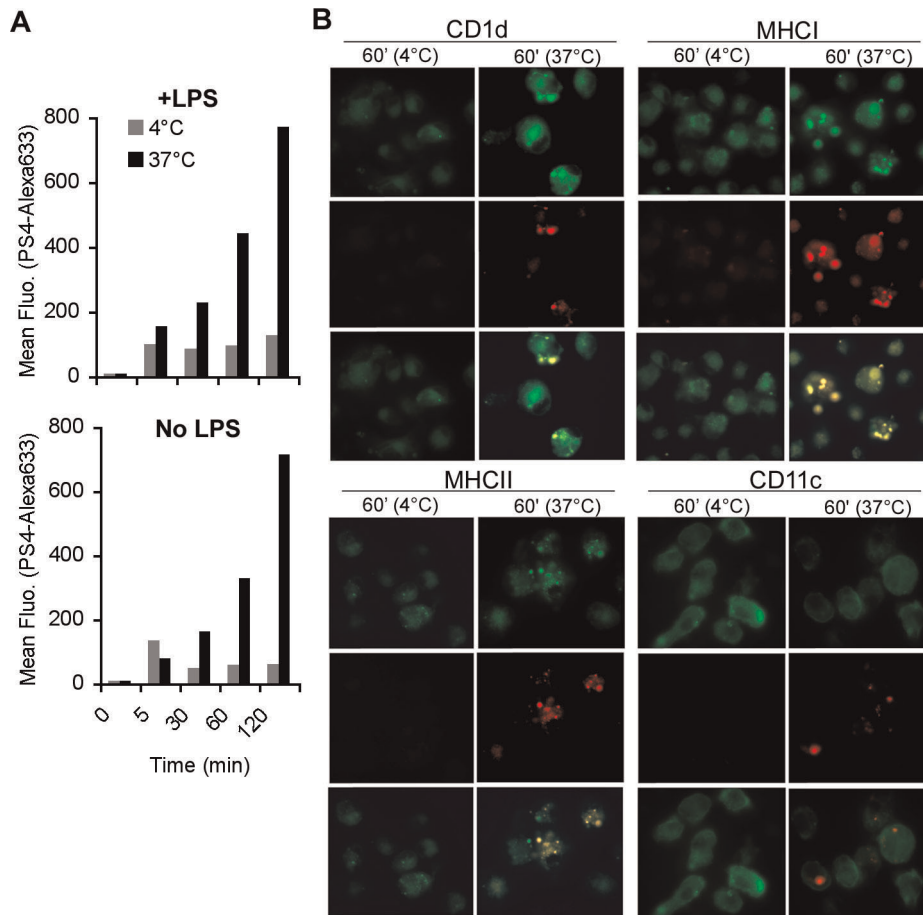 A
+LPS
4°C
37°C
800
600
400
200
0
Mean Fluo. (PS4-Alexa633)
No LPS
800
600
400
200
0
Mean Fluo. (PS4-Alexa633)
0
5
30
60
120
Time (min)
B
CD1d
60' (4°C)
60' (37°C)
MHCI
60' (4°C)
60' (37°C)
MHCII
60' (4°C)
60' (37°C)
CD11c
60' (4°C)
60' (37°C)